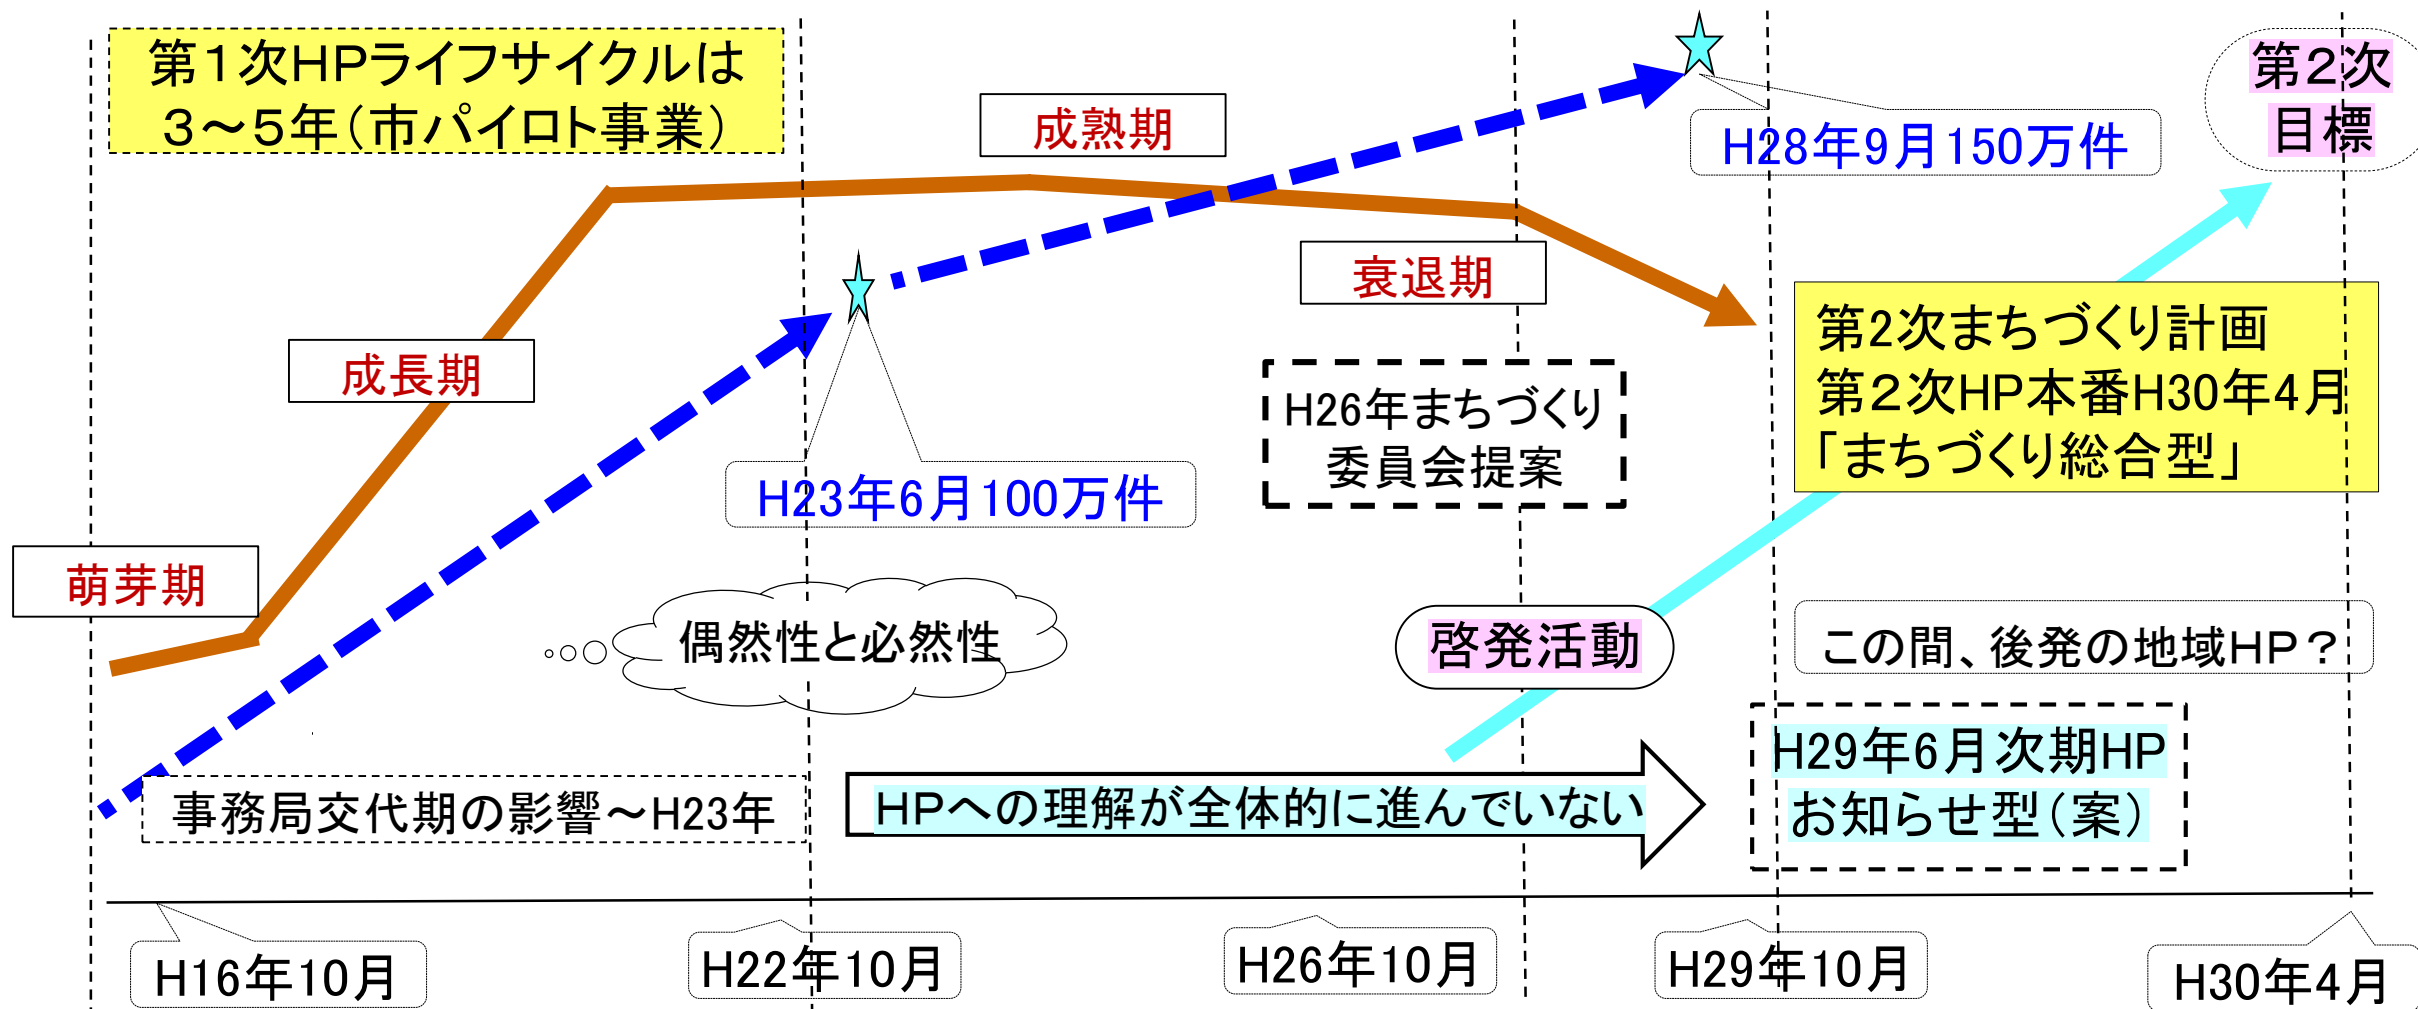 第１次HPライフサイクルは
３～５年（市パイロト事業）
成熟期
第２次
目標
H28年9月150万件
衰退期
成長期
第2次まちづくり計画
第２次HP本番H30年4月
「まちづくり総合型」
H26年まちづくり
委員会提案
H23年6月100万件
萌芽期
偶然性と必然性
啓発活動
この間、後発の地域HP？
H29年6月次期HP
お知らせ型（案）
事務局交代期の影響～H23年
HPへの理解が全体的に進んでいない
H16年10月
H22年10月
H26年10月
H29年10月
H30年4月